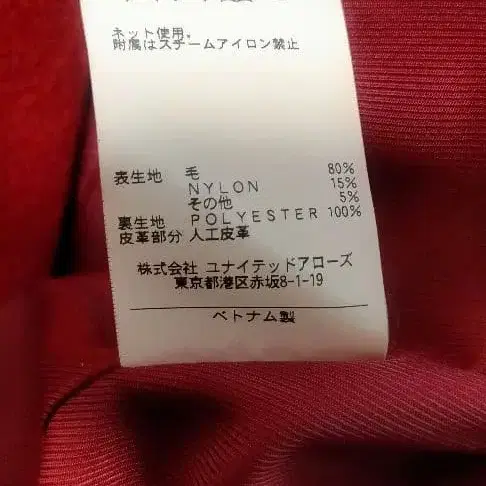 ネット使用。
附属はスチームアイロン禁止
表生地 毛 80%
NYLON 15%
その他 5%
裏生地 POLYESTER 100%
皮革部分 人工皮革
株式会社 ユナイテッドアローズ
東京都港区赤坂8-1-19
ベトナム製